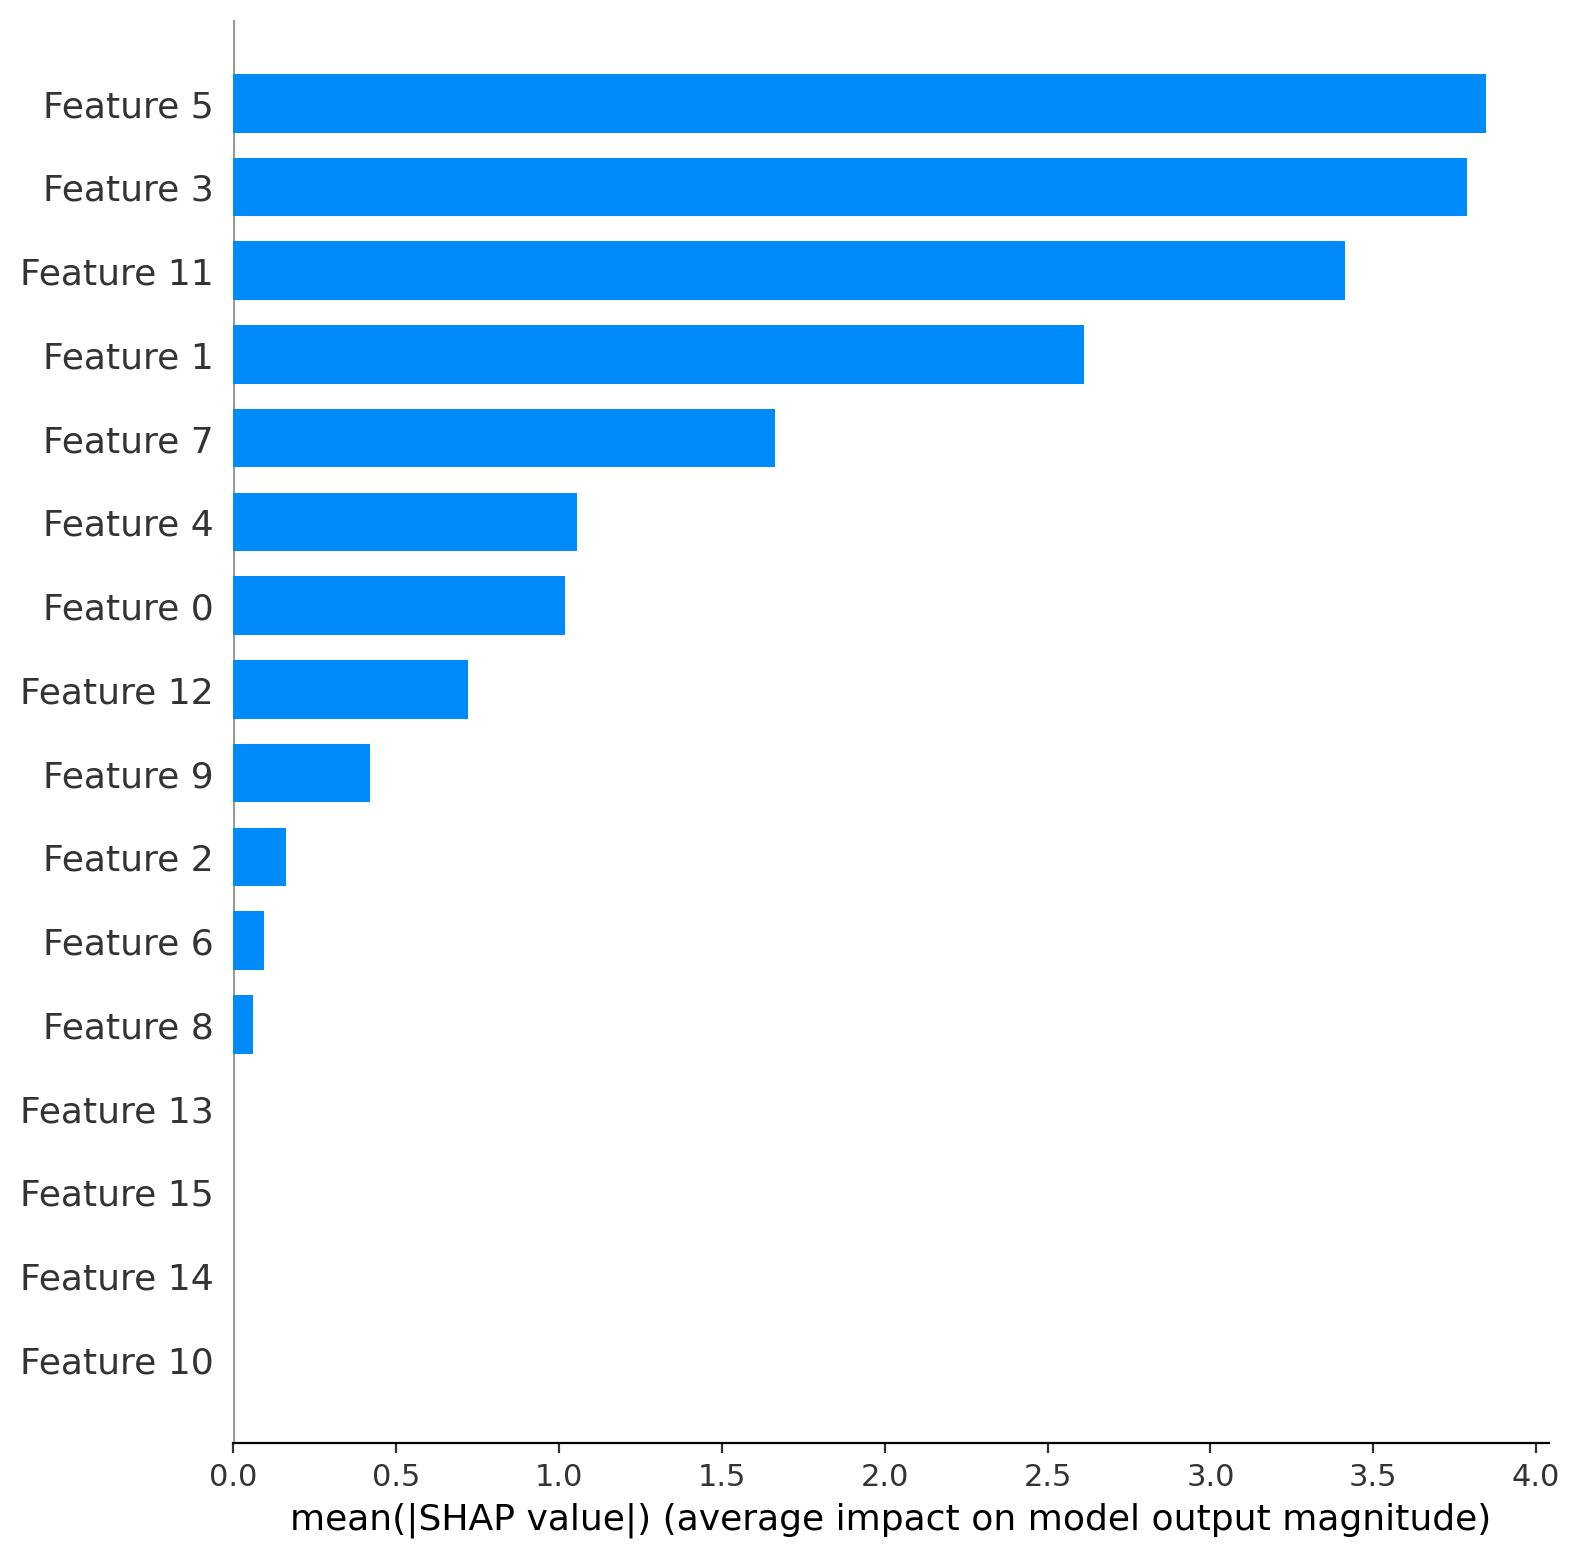 Feature 5
Feature 3
Feature 11
Feature 1
Feature 7
Feature 4
Feature 0
Feature 12
Feature 9
Feature 2
Feature 6
Feature 8
Feature 13
Feature 15
Feature 14
Feature 10
0.0 0.5 1.0 1.5 2.0 2.5 3.0 3.5 4.0
mean(|SHAP value|) (average impact on model output magnitude)